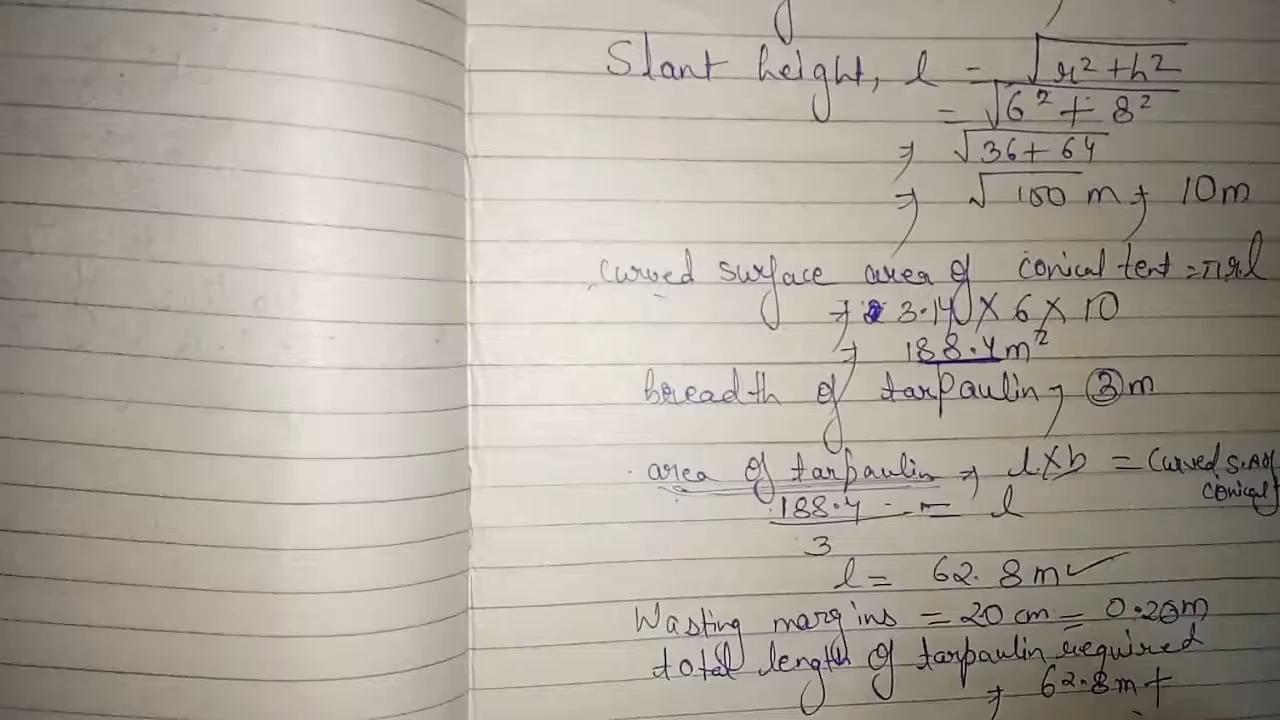 Slant height, l = √r²+h²
= √6²+8²
⇒ √36+64
⇒ √100 m ⇒ 10m
curved surface area of conical tent = πrl
⇒ 3.14 × 6 × 10
⇒ 188.4 m²
breadth of tarpaulin ⇒ 3m
area of tarpaulin ⇒ l×b = Curved S.A of
conical
188.4 = l
3
l = 62.8m ✓
Wasting margins = 20 cm = 0.20m
total length of tarpaulin required
⇒ 62.8m +